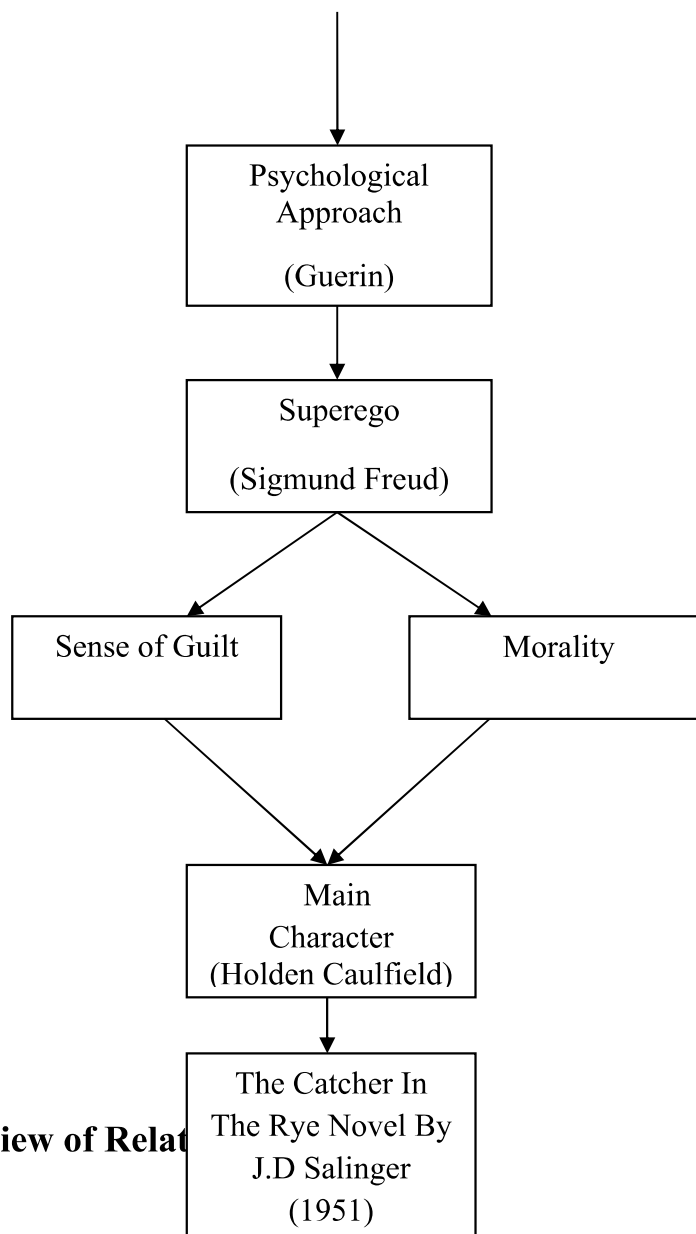 Psychological
Approach
(Guerin)
Superego
(Sigmund Freud)
Sense of Guilt
Morality
Main
Character
(Holden Caulfield)
The Catcher In
The Rye Novel By
J.D Salinger
(1951)
of